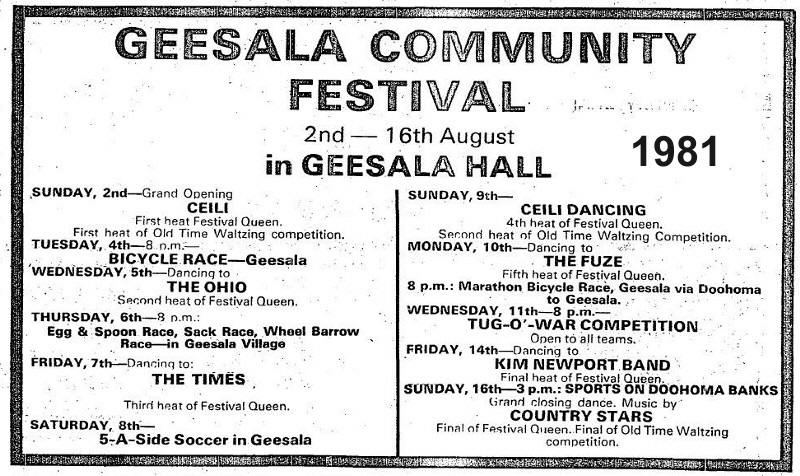 GEESALA COMMUNITY
FESTIVAL
2nd — 16th August
1981
in GEESALA HALL
SUNDAY, 2nd—Grand Opening
CEILI
First heat Festival Queen.
First heat of Old Time Waltzing competition.
TUESDAY, 4th—8 p.m.—
BICYCLE RACE—Geesala
WEDNESDAY, 5th—Dancing to
THE OHIO
Second heat of Festival Queen.
THURSDAY, 6th—8 p.m.:
Egg & Spoon Race, Sack Race, Wheel Barrow
Race—in Geesala Village
FRIDAY, 7th—Dancing to:
THE TIMES
Third heat of Festival Queen.
SATURDAY, 8th—
5-A-Side Soccer in Geesala
SUNDAY, 9th—
CEILI DANCING
4th heat of Festival Queen.
Second heat of Old Time Waltzing Competition.
MONDAY, 10th—Dancing to
THE FUZE
Fifth heat of Festival Queen.
8 p.m.: Marathon Bicycle Race, Geesala via Doohoma
to Geesala.
WEDNESDAY, 11th—8 p.m.—
TUG-O'-WAR COMPETITION
Open to all teams.
FRIDAY, 14th—Dancing to
KIM NEWPORT BAND
Final heat of Festival Queen.
SUNDAY, 16th—3 p.m.: SPORTS ON DOOHOMA BANKS
Grand closing dance. Music by
COUNTRY STARS
Final of Festival Queen. Final of Old Time Waltzing
competition.